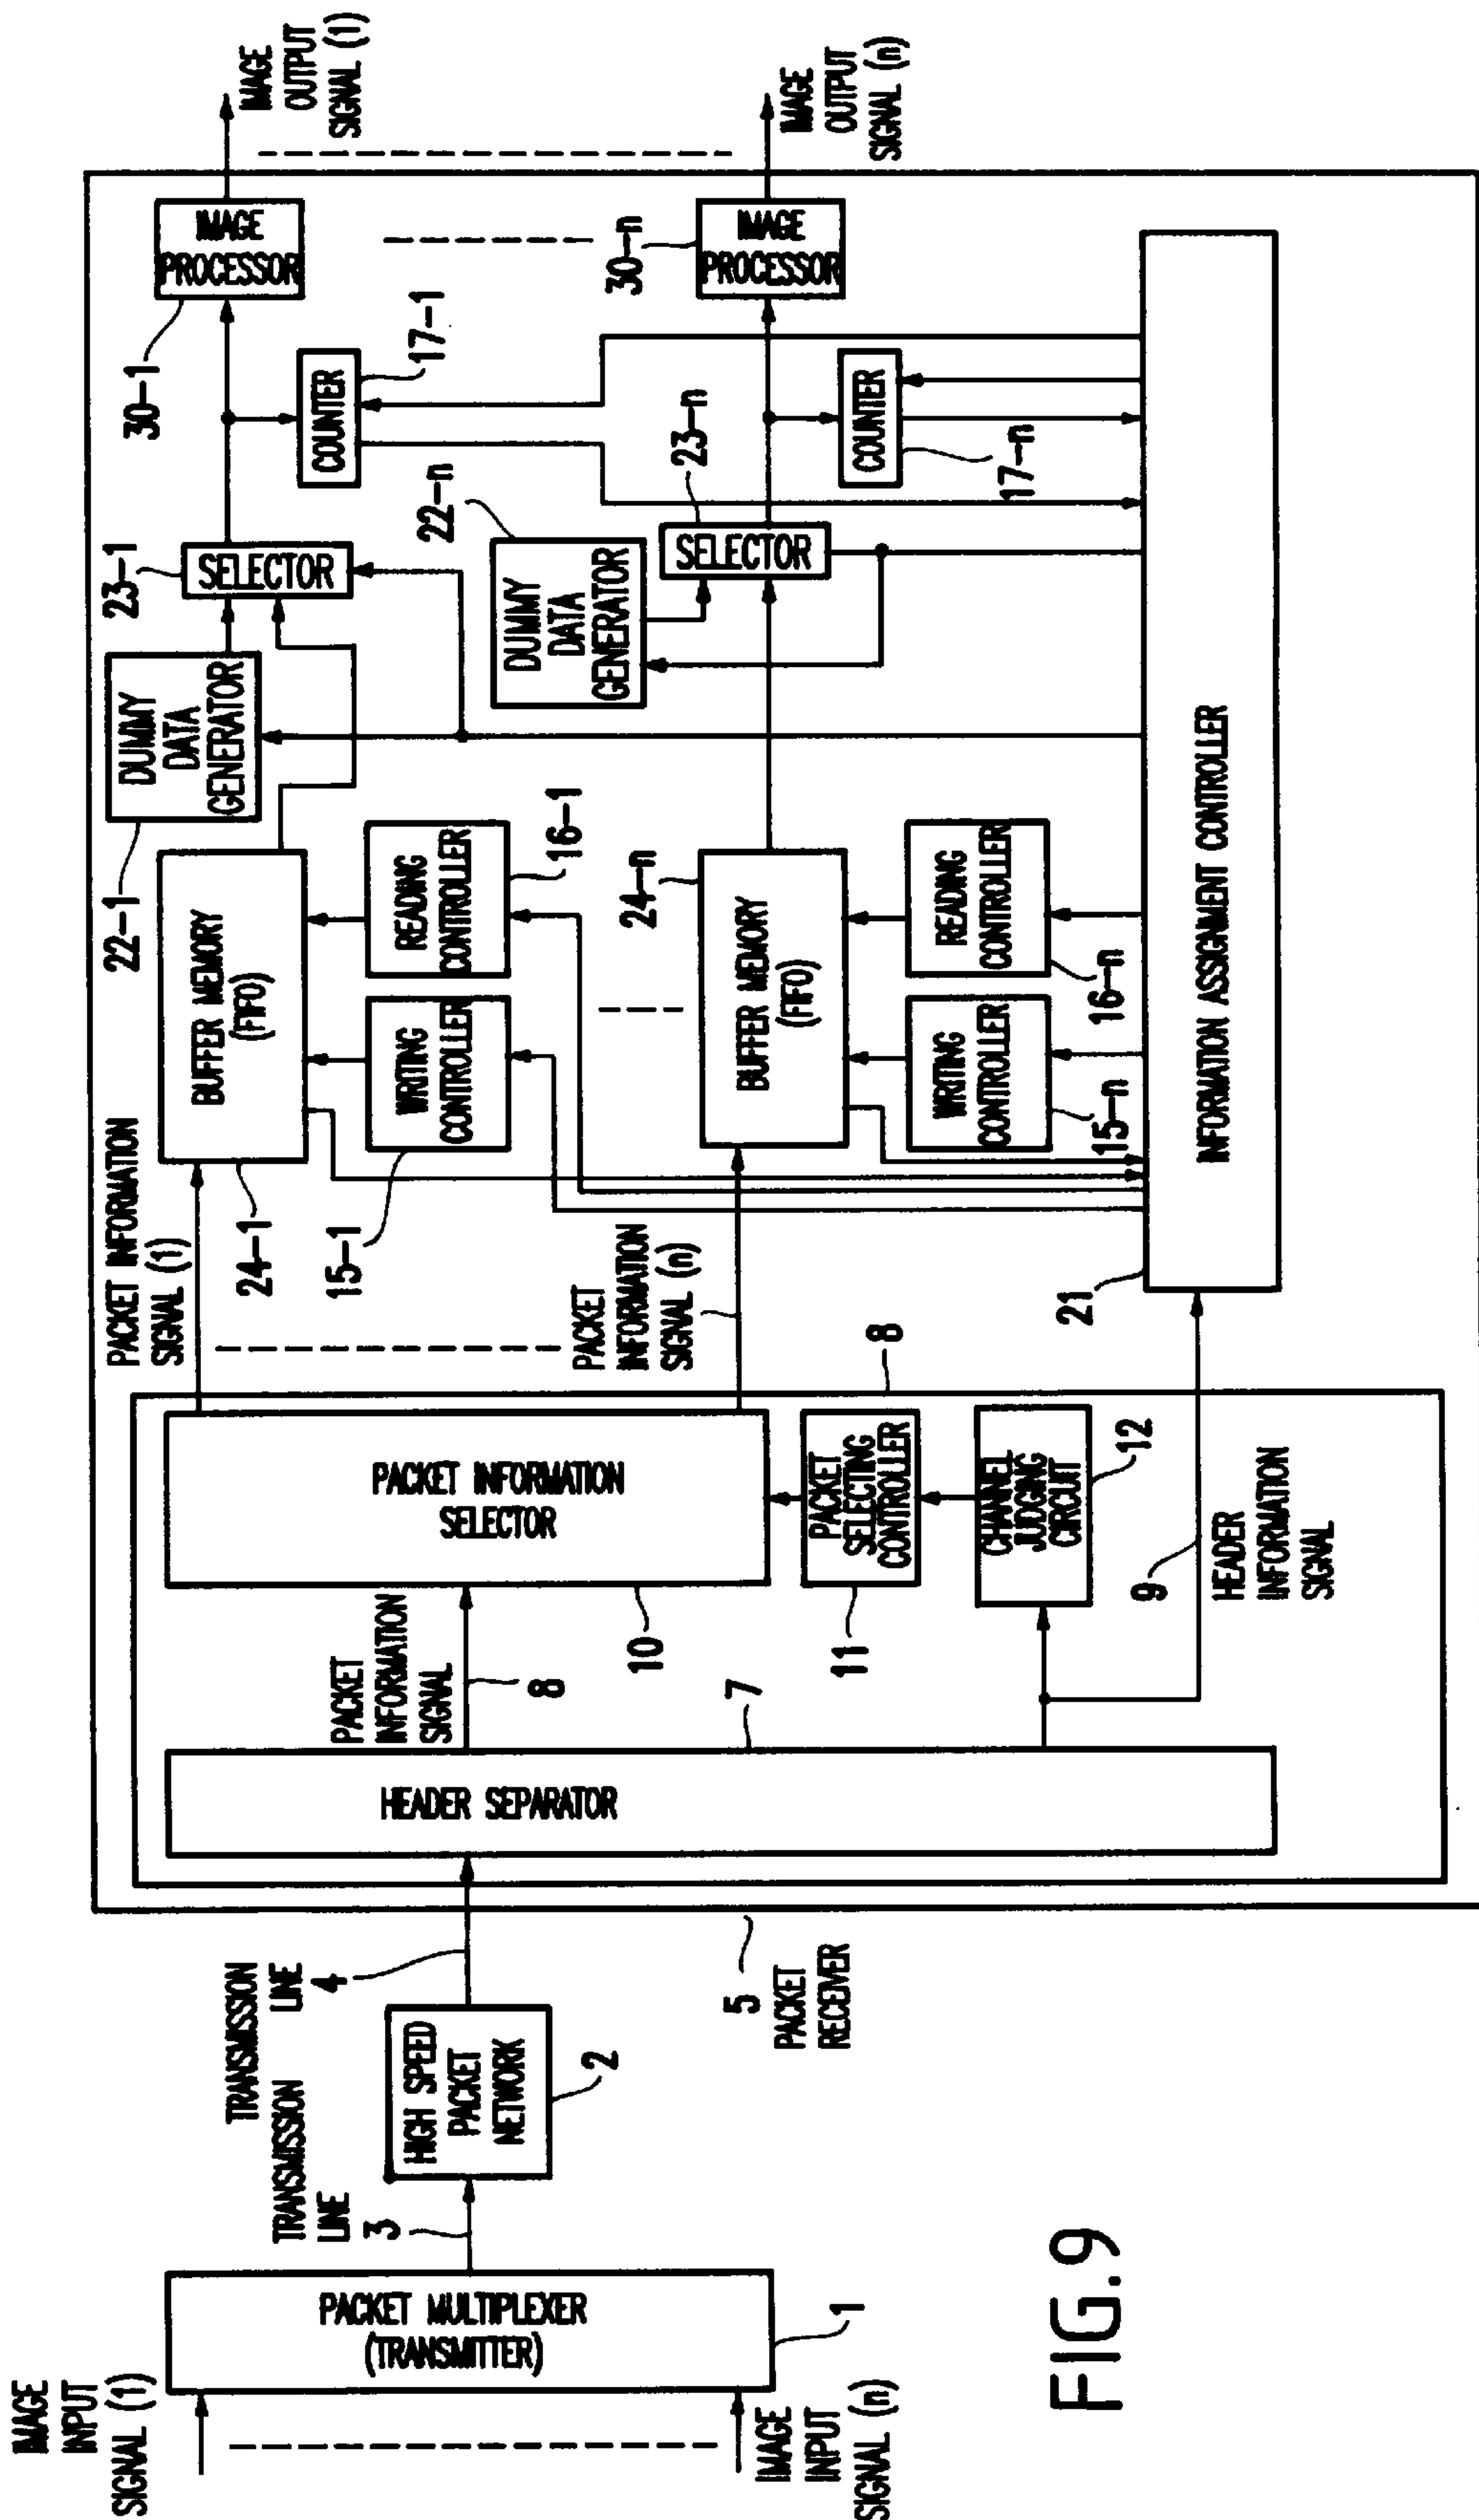 IMAGE
INPUT
SIGNAL (1)
IMAGE
INPUT
SIGNAL (n)
PACKET MULTIPLEXER
(TRANSMITTER)
1
TRANSMISSION
LINE
3
HIGH SPEED
PACKET
NETWORK
2
TRANSMISSION
LINE
4
5
PACKET
RECEIVER
HEADER SEPARATOR
7
PACKET
INFORMATION
SIGNAL
8
PACKET INFORMATION
SELECTOR
10
PACKET
SELECTING
CONTROLLER
11
CHANNEL
JUDGING
CIRCUIT
12
9
HEADER
INFORMATION
SIGNAL
8
PACKET INFORMATION
SIGNAL (1)
PACKET
INFORMATION
SIGNAL (n)
BUFFER MEMORY
(FIFO)
24-1
WRITING
CONTROLLER
15-1
READING
CONTROLLER
16-1
BUFFER MEMORY
(FIFO)
24-n
WRITING
CONTROLLER
15-n
READING
CONTROLLER
16-n
INFORMATION ASSIGNMENT CONTROLLER
21
DUMMY
DATA
GENERATOR
22-1
SELECTOR
23-1
DUMMY
DATA
GENERATOR
22-n
SELECTOR
23-n
COUNTER
17-1
COUNTER
17-n
IMAGE
PROCESSOR
30-1
IMAGE
PROCESSOR
30-n
IMAGE
OUTPUT
SIGNAL (1)
IMAGE
OUTPUT
SIGNAL (n)
FIG.9